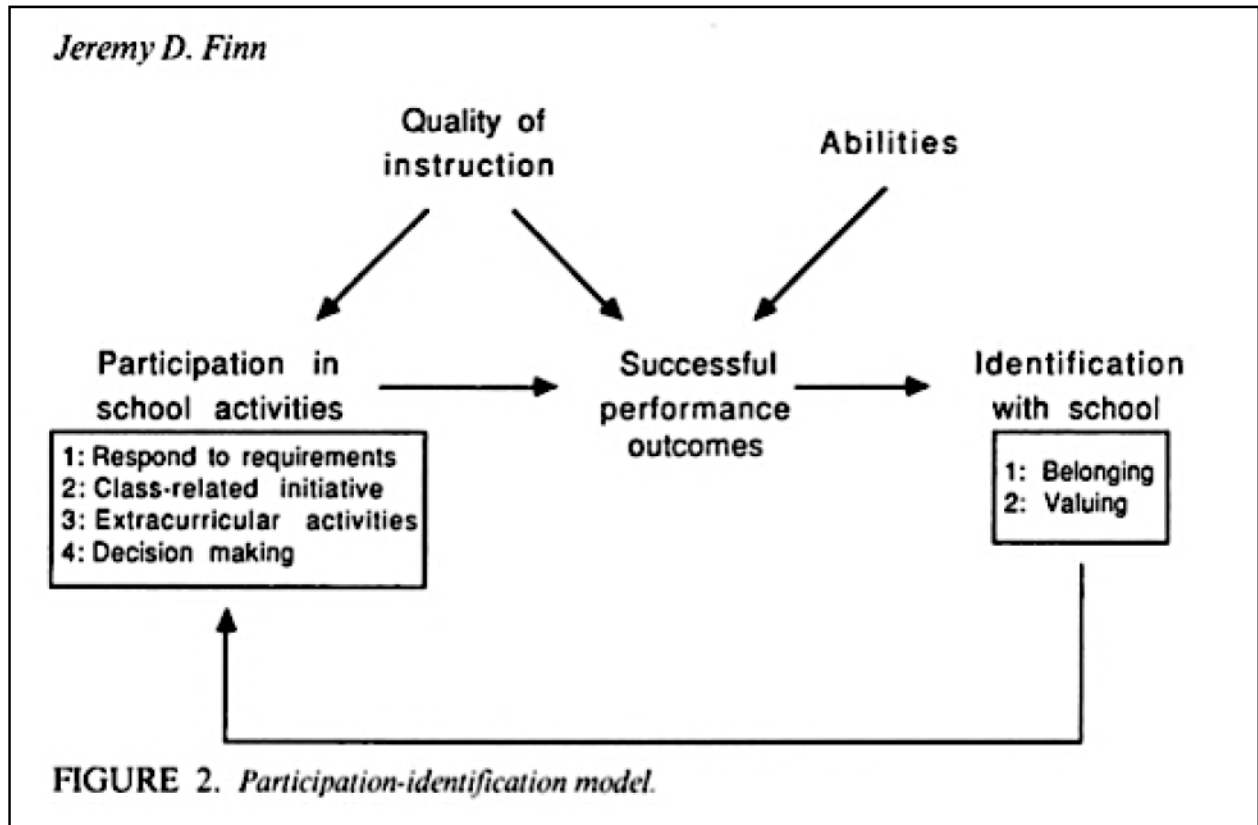 Jeremy D. Finn
Quality of
instruction
Abilities
Participation in
school activities
1: Respond to requirements
2: Class-related initiative
3: Extracurricular activities
4: Decision making
Successful
performance
outcomes
Identification
with school
1: Belonging
2: Valuing
FIGURE 2. Participation-identification model.